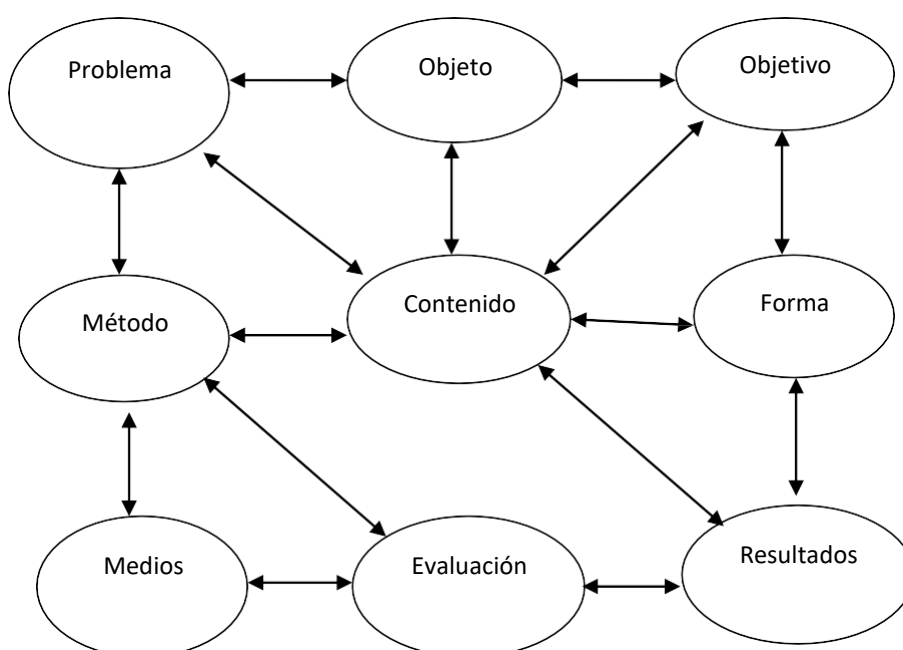 Problema
Objeto
Objetivo
Método
Contenido
Forma
Medios
Evaluación
Resultados